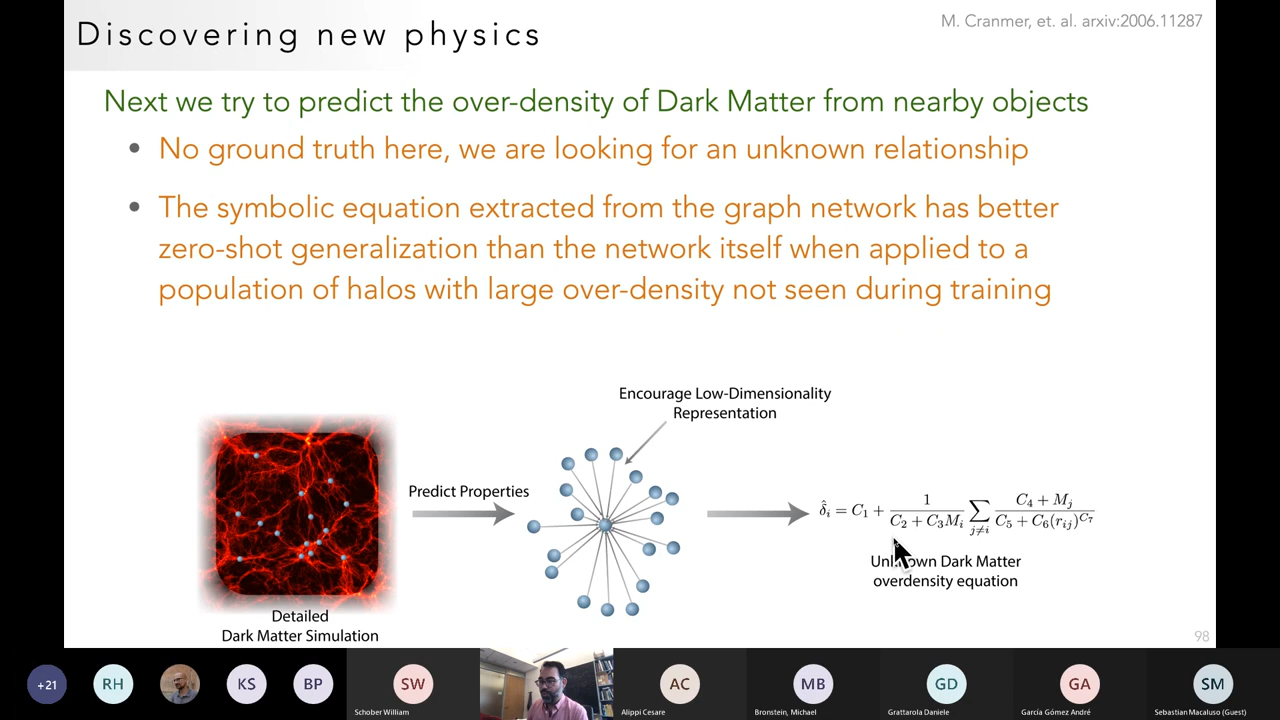 Discovering new physics
M. Cranmer, et. al. arxiv:2006.11287
Next we try to predict the over-density of Dark Matter from nearby objects
• No ground truth here, we are looking for an unknown relationship
• The symbolic equation extracted from the graph network has better
zero-shot generalization than the network itself when applied to a
population of halos with large over-density not seen during training
Encourage Low-Dimensionality
Representation
Predict Properties
δ̂_i = C_1 + \frac{1}{C_2 + C_3 M_i} \sum_{j≠i} \frac{C_4 + M_j}{C_5 + C_6 (r_{ij})^{C_7}}
Unknown Dark Matter
overdensity equation
Detailed
Dark Matter Simulation
98
+21
RH
KS
BP
SW
AC
MB
GD
GA
SM
Schober William
Alippi Cesare
Bronstein, Michael
Grattarola Daniele
García Gómez André
Sebastian Macaluso (Guest)